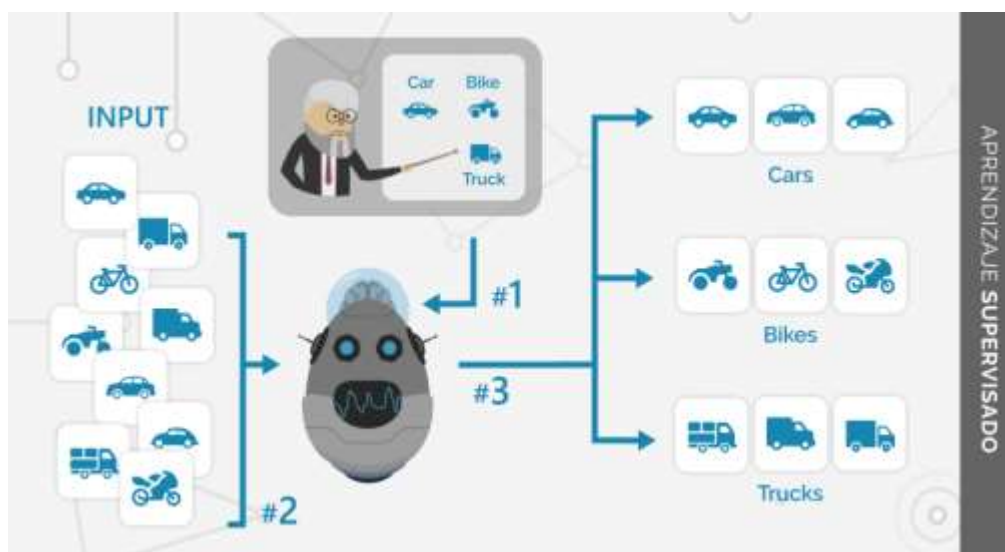 INPUT
Car Bike
Truck
#1
#2
#3
Cars
Bikes
Trucks
APRENDIZAJE SUPERVISADO